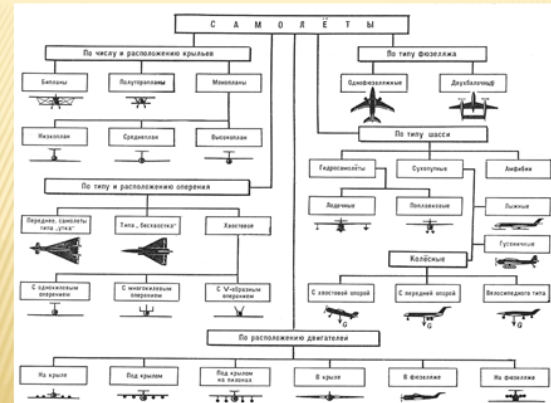 САМОЛЁТЫ
По числу и расположению крыльев
По типу фюзеляжа
Бипланы
Полуторапланы
Монопланы
Однофюзеляжные
Двухбалочные
Низкоплан
Среднеплан
Высокоплан
По типу шасси
Гидросамолёты
Сухопутные
Амфибии
По типу и расположению оперения
Лодочные
Поплавковые
Лыжные
Гусеничные
Переднее, самолеты
типа „утка"
Типа „бесхвостка"
Хвостовое
Колёсные
С однокилевым
оперением
С многокилевым
оперением
С V-образным
оперением
С хвостовой опорой
С передней опорой
Велосипедного типа
G
G
G
По расположению двигателей
На крыле
Под крылом
Под крылом
на пилонах
В крыле
В фюзеляже
На фюзеляже